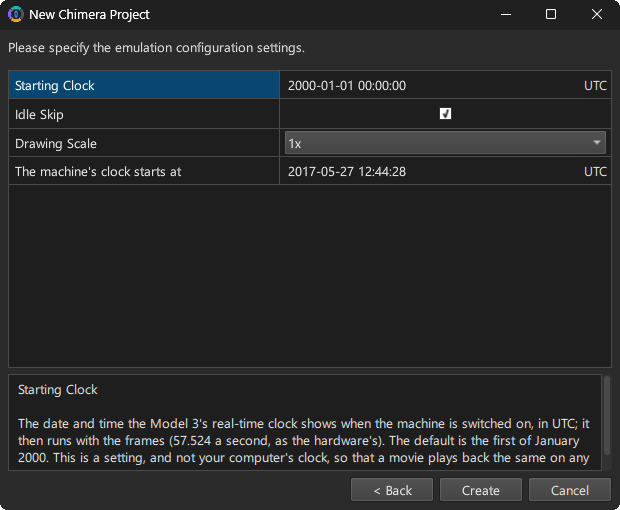 New Chimera Project
Please specify the emulation configuration settings.
Starting Clock 2000-01-01 00:00:00 UTC
Idle Skip
Drawing Scale 1x
The machine's clock starts at 2017-05-27 12:44:28 UTC
Starting Clock
The date and time the Model 3's real-time clock shows when the machine is switched on, in UTC; it
then runs with the frames (57.524 a second, as the hardware's). The default is the first of January
2000. This is a setting, and not your computer's clock, so that a movie plays back the same on any
< Back Create Cancel